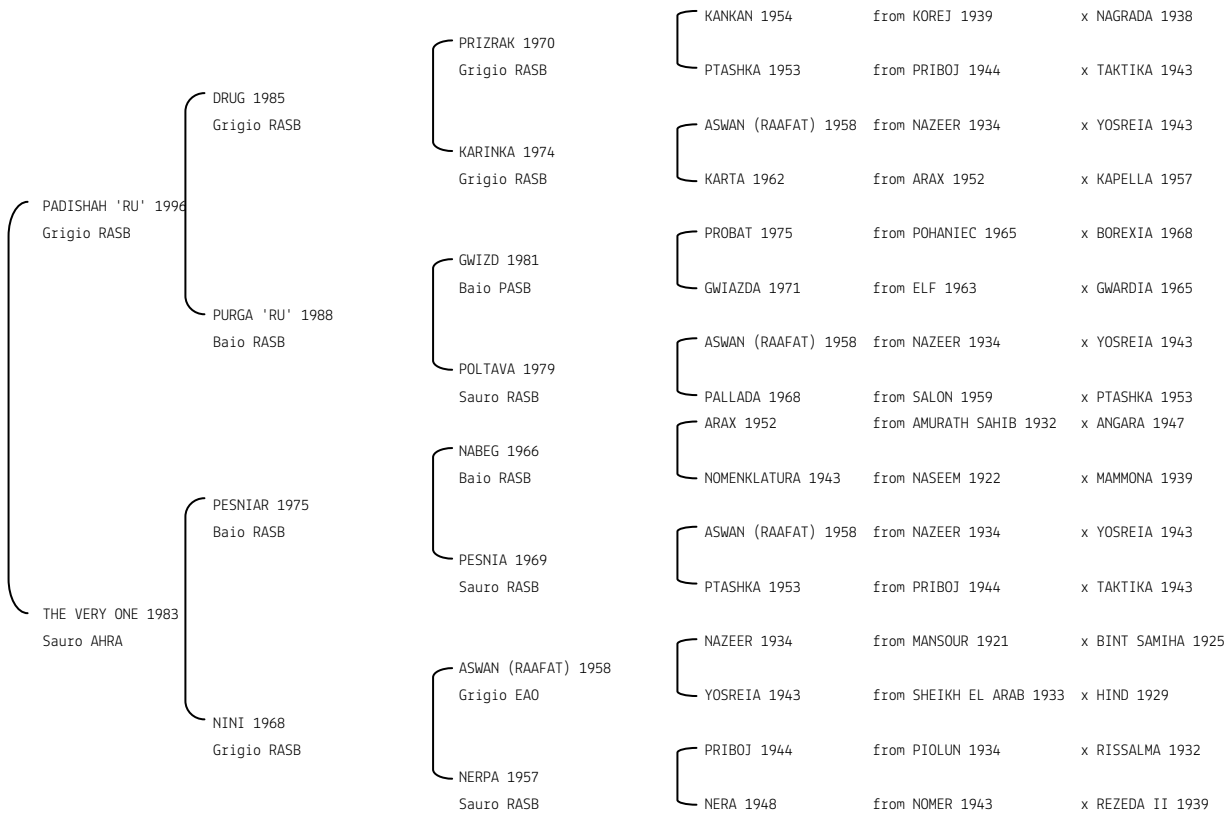 KANKAN 1954 from KOREJ 1939 x NAGRADA 1938
PRIZRAK 1970
Grigio RASB
PTASHKA 1953 from PRIBOJ 1944 x TAKTIKA 1943
DRUG 1985
Grigio RASB
ASWAN (RAAFAT) 1958 from NAZEER 1934 x YOSREIA 1943
KARINKA 1974
Grigio RASB
KARTA 1962 from ARAX 1952 x KAPELLA 1957
PADISHAH 'RU' 1996
Grigio RASB
PROBAT 1975 from POHANIEC 1965 x BOREXIA 1968
GWIZD 1981
Baio PASB
GWIAZDA 1971 from ELF 1963 x GWARDIA 1965
PURGA 'RU' 1988
Baio RASB
ASWAN (RAAFAT) 1958 from NAZEER 1934 x YOSREIA 1943
POLTAVA 1979
Sauro RASB
PALLADA 1968 from SALON 1959 x PTASHKA 1953
ARAX 1952 from AMURATH SAHIB 1932 x ANGARA 1947
NABEG 1966
Baio RASB
NOMENKLATURA 1943 from NASEEM 1922 x MAMMONA 1939
PESNIAR 1975
Baio RASB
ASWAN (RAAFAT) 1958 from NAZEER 1934 x YOSREIA 1943
PESNIA 1969
Sauro RASB
PTASHKA 1953 from PRIBOJ 1944 x TAKTIKA 1943
THE VERY ONE 1983
Sauro AHRA
NAZEER 1934 from MANSOUR 1921 x BINT SAMIHA 1925
ASWAN (RAAFAT) 1958
Grigio EAO
YOSREIA 1943 from SHEIKH EL ARAB 1933 x HIND 1929
NINI 1968
Grigio RASB
PRIBOJ 1944 from PIOLUN 1934 x RISSALMA 1932
NERPA 1957
Sauro RASB
NERA 1948 from NOMER 1943 x REZEDA II 1939